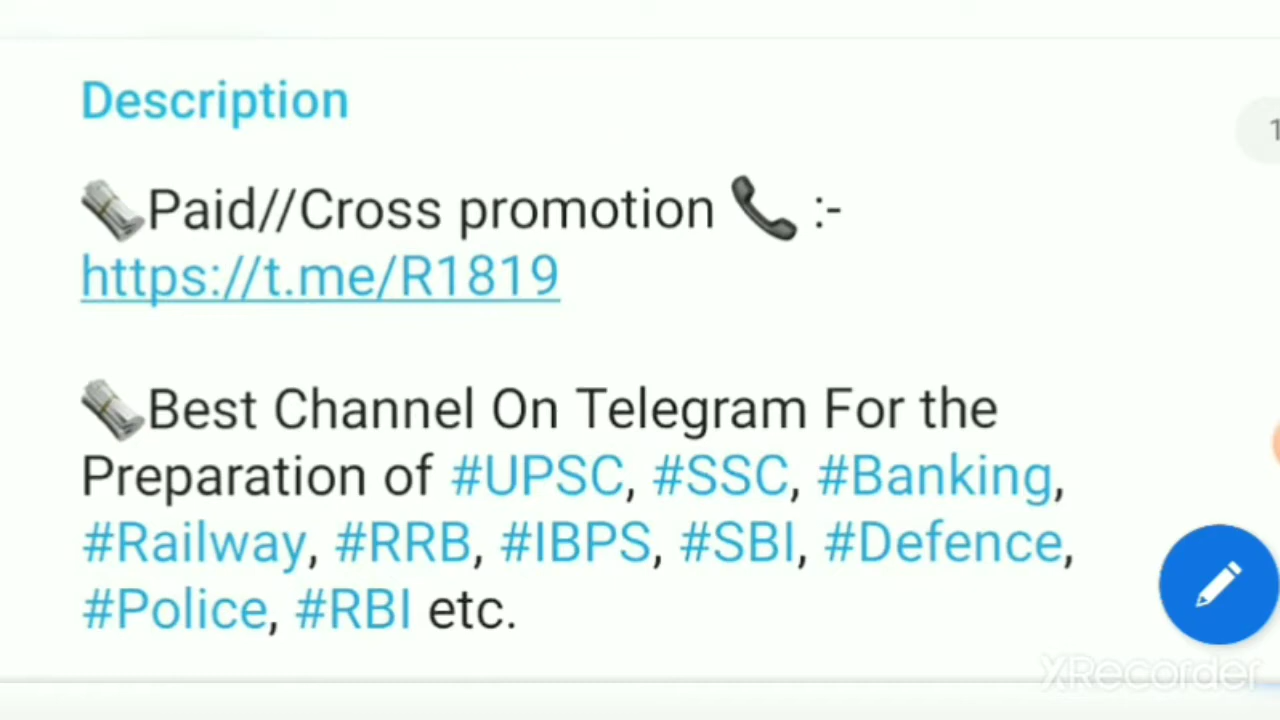 Description
1
🗞️Paid//Cross promotion 📞 :-
https://t.me/R1819
🗞️Best Channel On Telegram For the
Preparation of #UPSC, #SSC, #Banking,
#Railway, #RRB, #IBPS, #SBI, #Defence,
#Police, #RBI etc.
XRecorder